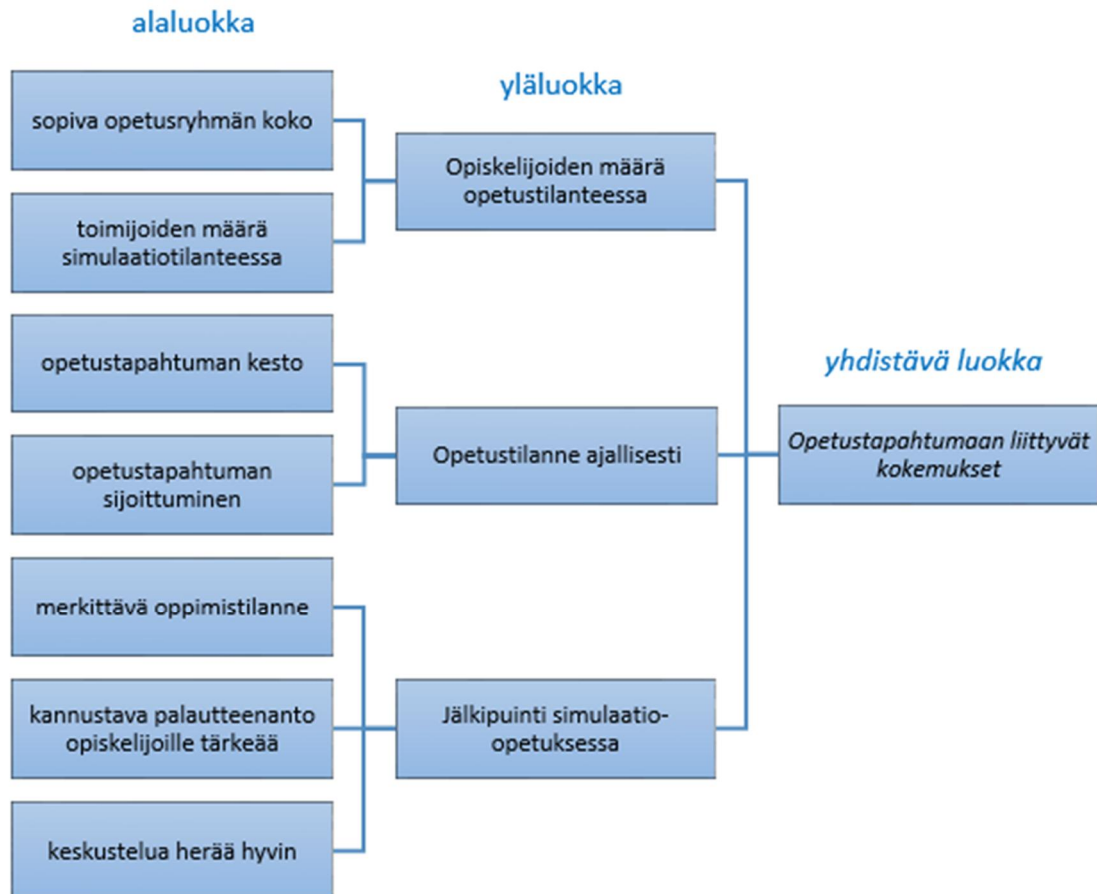 alaluokka
sopiva opetusryhmän koko
toimijoiden määrä
simulaatiotilanteessa
opetustapahtuman kesto
opetustapahtuman
sijoittuminen
merkittävä oppimistilanne
kannustava palautteenanto
opiskelijoille tärkeää
keskustelua herää hyvin
yläluokka
Opiskelijoiden määrä
opetustilanteessa
Opetustilanne ajallisesti
Jälkipuinti simulaatio-
opetuksessa
yhdistävä luokka
Opetustapahtumaan liittyvät
kokemukset